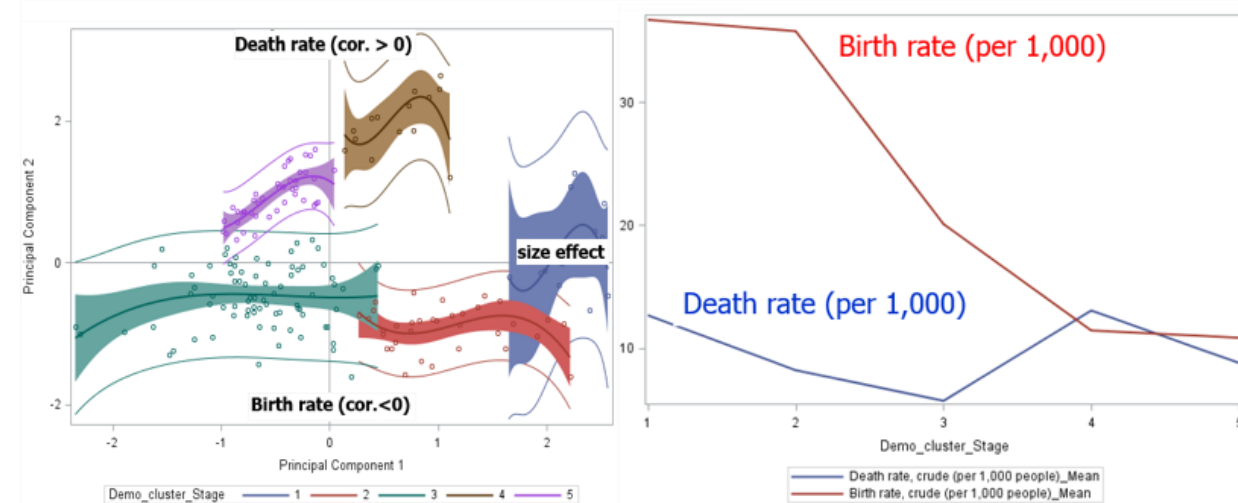 Death rate (cor. > 0)
2
0
-2
Principal Component 2
size effect
Birth rate (cor.<0)
-2
-1
0
1
2
Principal Component 1
Demo_cluster_Stage
1
2
3
4
5
Birth rate (per 1,000)
30
20
10
Death rate (per 1,000)
1
2
3
4
5
Demo_cluster_Stage
Death rate, crude (per 1,000 people)_Mean
Birth rate, crude (per 1,000 people)_Mean